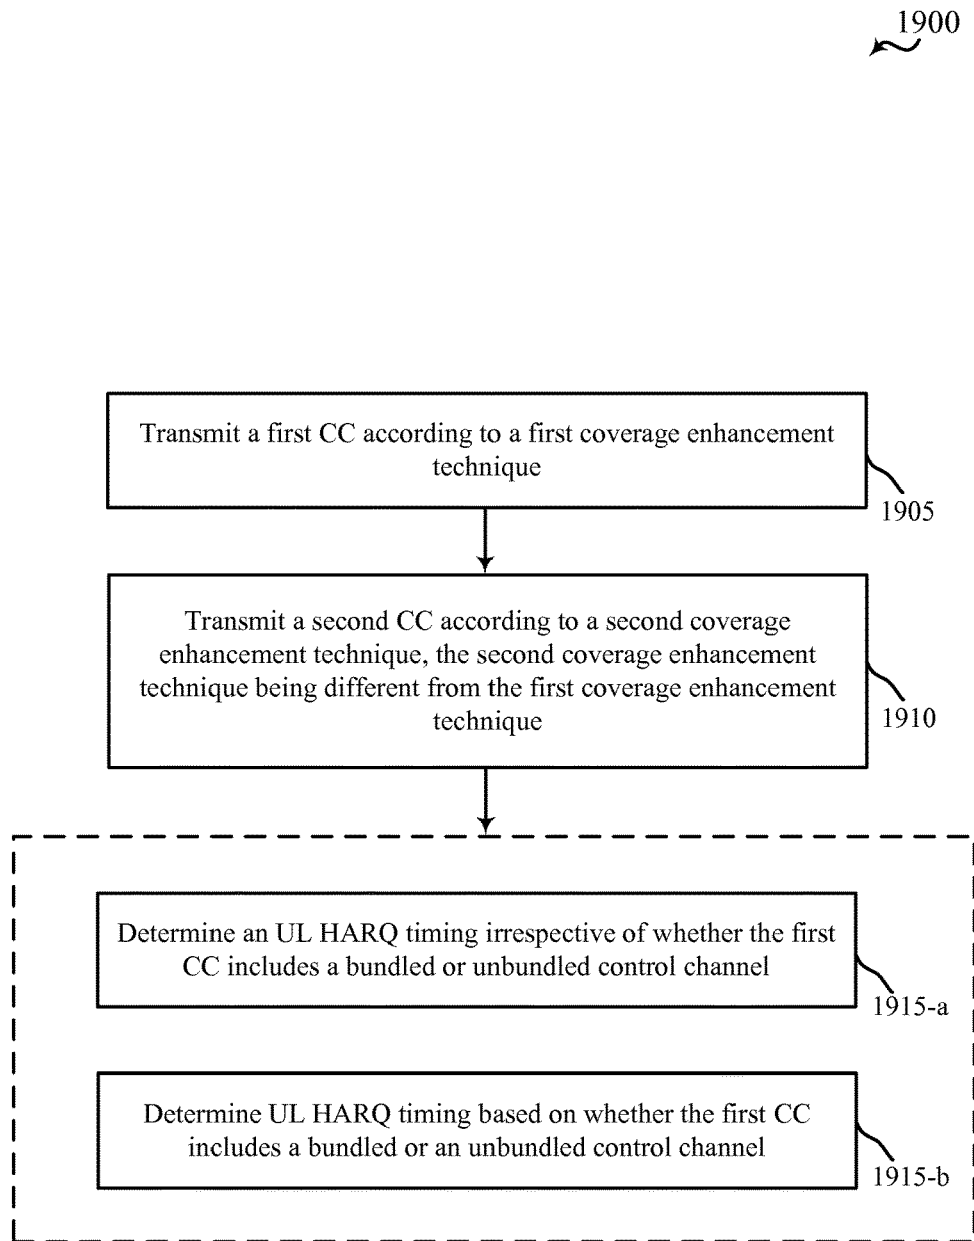 1900
Transmit a first CC according to a first coverage enhancement
technique
1905
Transmit a second CC according to a second coverage
enhancement technique, the second coverage enhancement
technique being different from the first coverage enhancement
technique
1910
Determine an UL HARQ timing irrespective of whether the first
CC includes a bundled or unbundled control channel
1915-a
Determine UL HARQ timing based on whether the first CC
includes a bundled or an unbundled control channel
1915-b